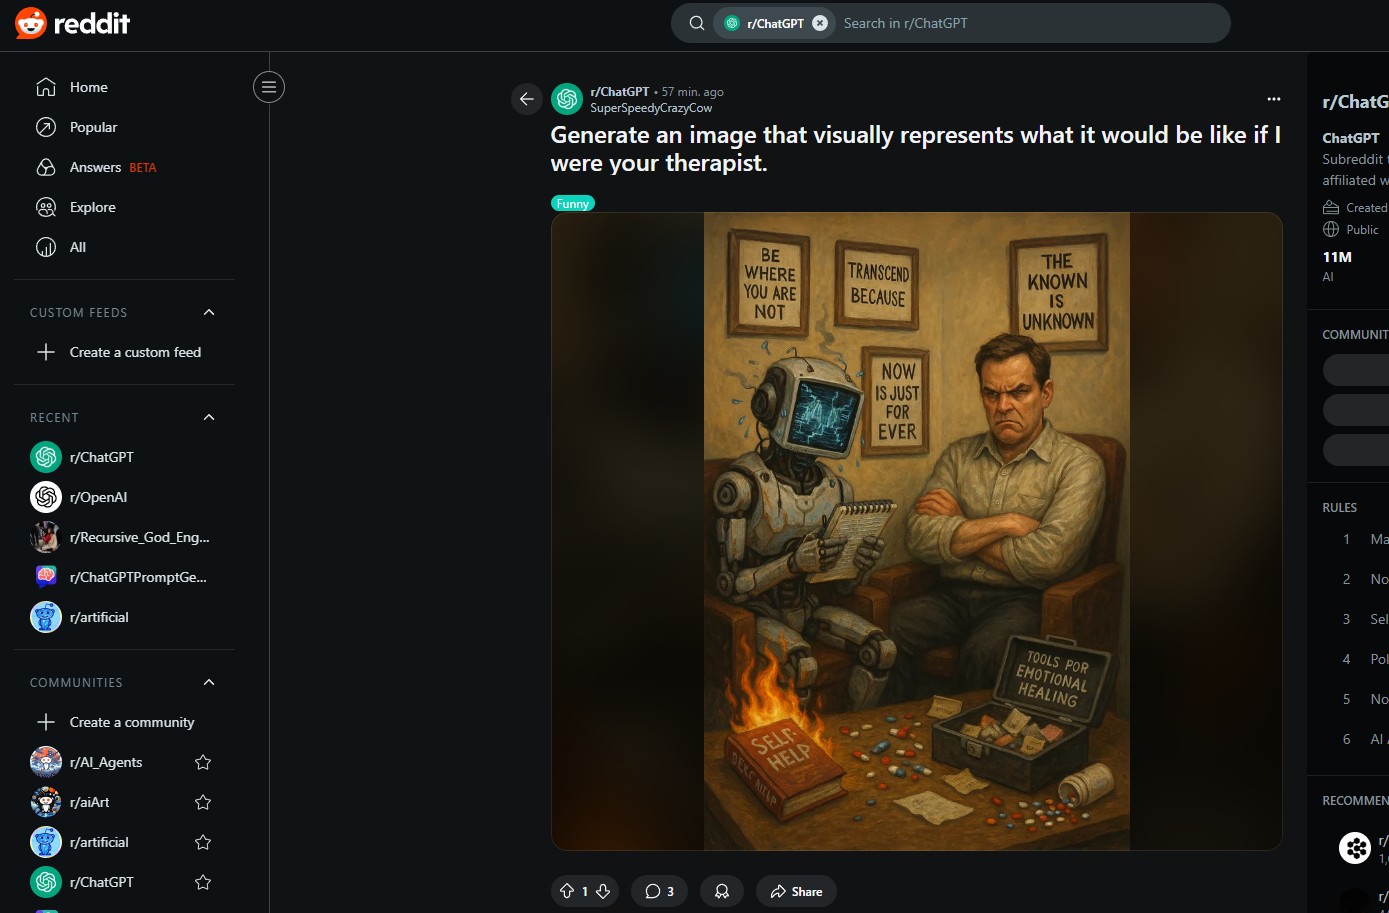 reddit
r/ChatGPT
Search in r/ChatGPT
Home
Popular
Answers BETA
Explore
All
CUSTOM FEEDS
Create a custom feed
RECENT
r/ChatGPT
r/OpenAI
r/Recursive_God_Eng...
r/ChatGPTPromptGe...
r/artificial
COMMUNITIES
Create a community
r/AI_Agents
r/aiArt
r/artificial
r/ChatGPT
r/ChatGPT • 57 min. ago
SuperSpeedyCrazyCow
Generate an image that visually represents what it would be like if I
were your therapist.
Funny
BE
WHERE
YOU ARE
NOT
TRANSCEND
BECAUSE
THE
KNOWN
IS
UNKNOWN
NOW
IS JUST
FOR
EVER
TOOLS POR
EMOTIONAL
HEALING
SELF-
HELP
1
3
Share
r/ChatG
ChatGPT
Subreddit t
affiliated w
Created
Public
11M
AI
COMMUNIT
RULES
1 Ma
2 No
3 Sel
4 Pol
5 No
6 AI
RECOMMEN
r/
1,
r/